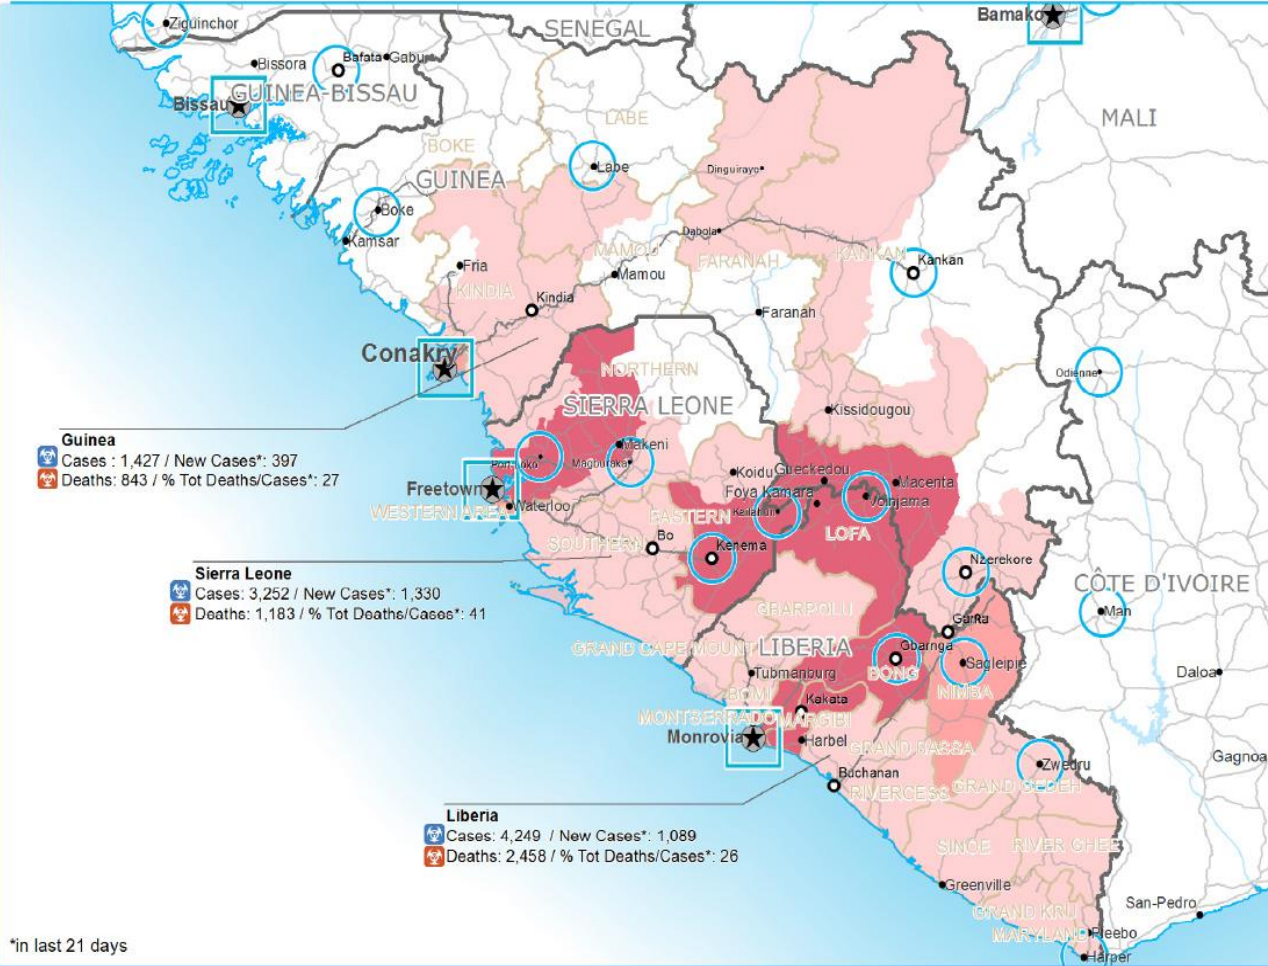 Ziguinchor
SENEGAL
Bamako
Bissora
Bafata
Gabu
Bissau
GUINEA-BISSAU
MALI
LABE
BOKE
Labe
Dinguiraye
GUINEA
Boke
Kamsar
Dabola
MAMOU
FARANAH
KANKAN
Kankan
Fria
Mamou
KINDIA
Kindia
Faranah
Conakry
NORTHERN
Odienne
SIERRA LEONE
Kissidougou
Guinea
Cases : 1,427 / New Cases*: 397
Deaths: 843 / % Tot Deaths/Cases*: 27
Makeni
Port Loko
Magburaka
Koidu
Gueckedou
Macenta
Freetown
Foya Kamara
Voinjama
WESTERN AREA
Waterloo
EASTERN
Kailahun
LOFA
SOUTHERN
Bo
Kenema
Nzerekore
Sierra Leone
Cases: 3,252 / New Cases*: 1,330
Deaths: 1,183 / % Tot Deaths/Cases*: 41
CÔTE D'IVOIRE
GBARPOLU
Man
GRAND CAPE MOUNT
LIBERIA
Gbarnga
Sagleipie
Tubmanburg
BONG
Daloa
BOMI
NIMBA
Kakata
MONTSERRADO
MARGIBI
Monrovia
Harbel
GRAND BASSA
Gagnoa
Zwedru
Buchanan
RIVERCESS
GRAND GEDEH
Liberia
Cases: 4,249 / New Cases*: 1,089
Deaths: 2,458 / % Tot Deaths/Cases*: 26
SINOE
RIVER GHEE
Greenville
San-Pedro
GRAND KRU
MARYLAND
Pleebo
*in last 21 days
Harper